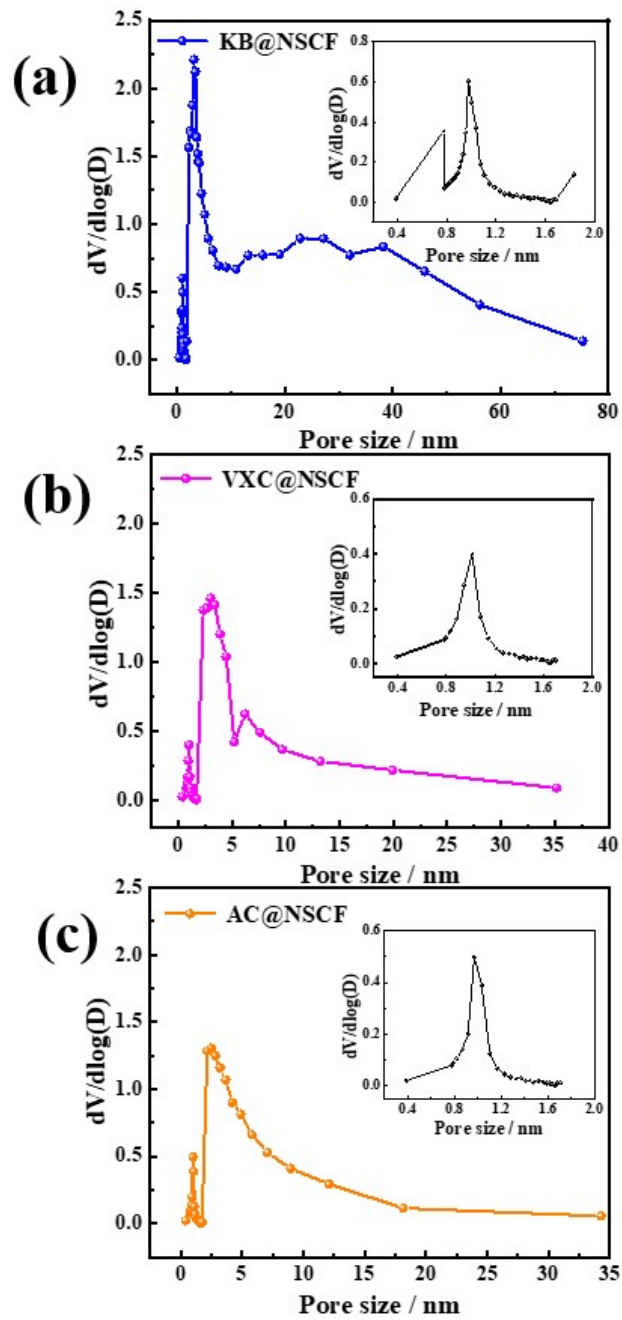 (a)
KB@NSCF
dV/dlog(D)
2.5
2.0
1.5
1.0
0.5
0.0
0 20 40 60 80
Pore size / nm
dV/dlog(D)
0.8
0.6
0.4
0.2
0.0
0.4 0.8 1.2 1.6 2.0
Pore size / nm
(b)
VXC@NSCF
dV/dlog(D)
2.5
2.0
1.5
1.0
0.5
0.0
0 5 10 15 20 25 30 35 40
Pore size / nm
dV/dlog(D)
0.6
0.4
0.2
0.0
0.4 0.8 1.2 1.6 2.0
Pore size / nm
(c)
AC@NSCF
dV/dlog(D)
2.5
2.0
1.5
1.0
0.5
0.0
0 5 10 15 20 25 30 35
Pore size / nm
dV/dlog(D)
0.6
0.4
0.2
0.0
0.4 0.8 1.2 1.6 2.0
Pore size / nm